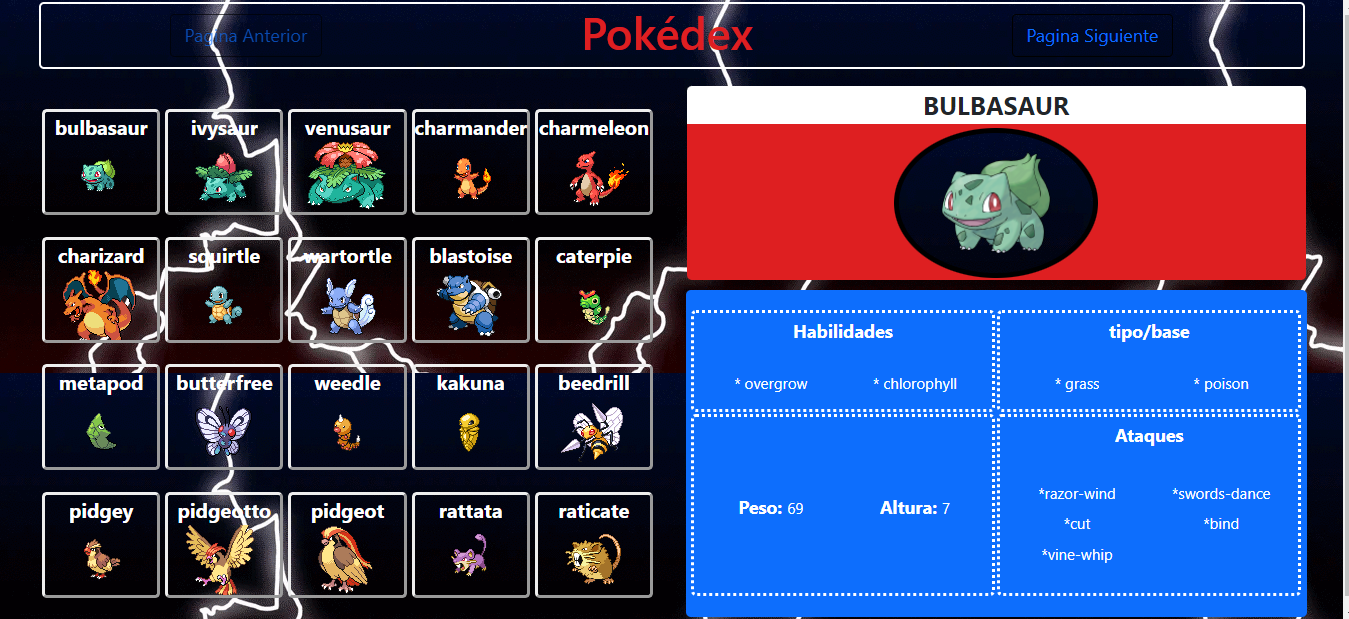 Pagina Anterior Pokédex Pagina Siguiente
bulbasaur ivysaur venusaur charmander charmeleon
charizard squirtle wartortle blastoise caterpie
metapod butterfree weedle kakuna beedrill
pidgey pidgeotto pidgeot rattata raticate
BULBASAUR
Habilidades
* overgrow * chlorophyll
tipo/base
* grass * poison
Peso: 69 Altura: 7
Ataques
*razor-wind *swords-dance
*cut *bind
*vine-whip